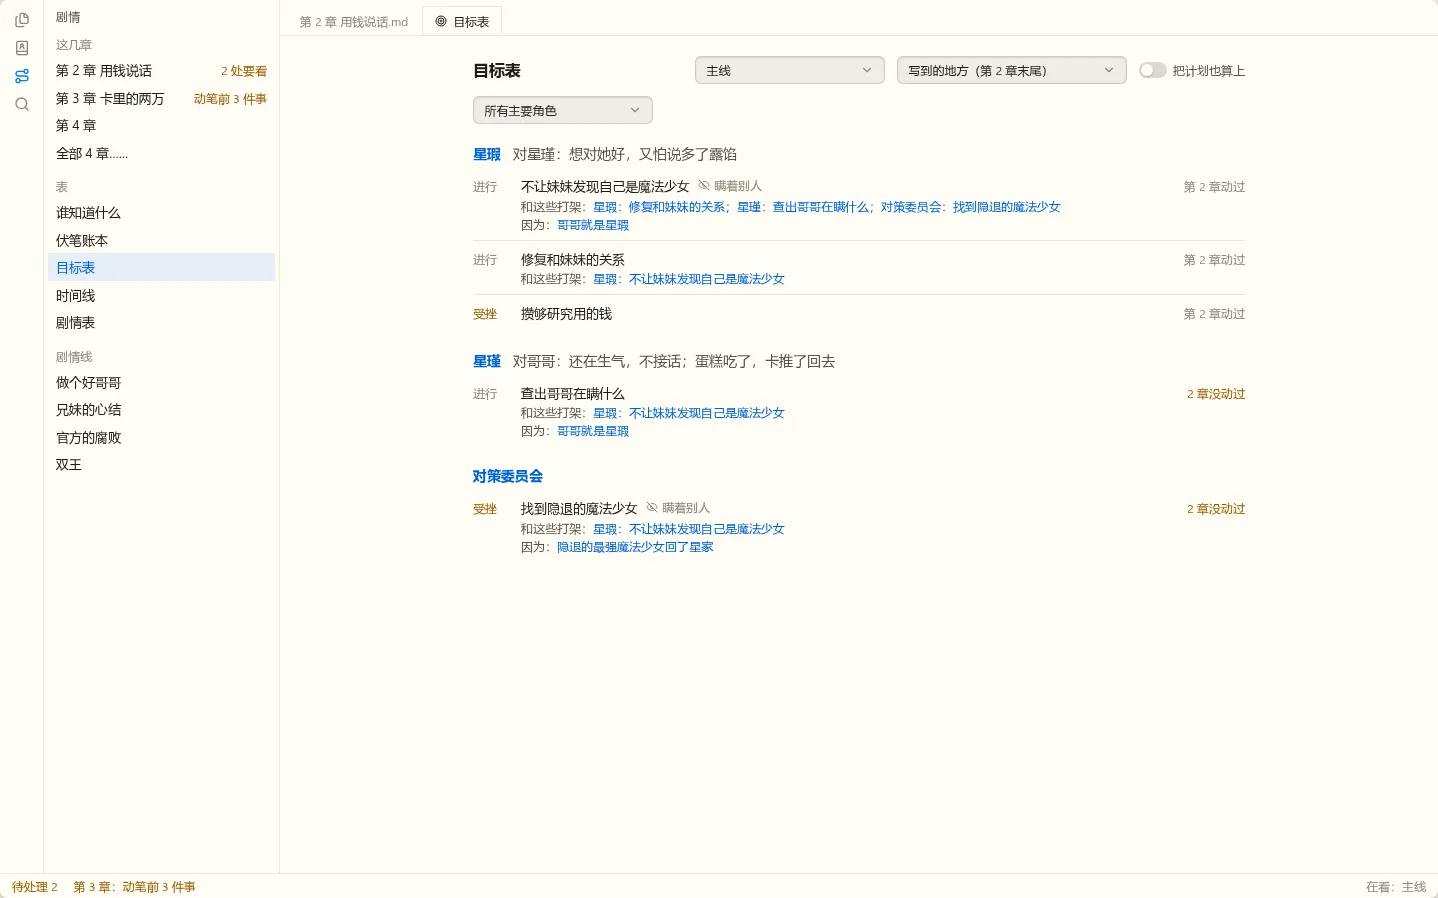 剧情
这几章
第 2 章 用钱说话 2 处要看
第 3 章 卡里的两万 动笔前 3 件事
第 4 章
全部 4 章……
表
谁知道什么
伏笔账本
目标表
时间线
剧情表
剧情线
做个好哥哥
兄妹的心结
官方的腐败
双王
第 2 章 用钱说话.md 目标表
目标表 主线 写到的地方（第 2 章末尾） 把计划也算上
所有主要角色
星瑕 对星瑾：想对她好，又怕说多了露馅
进行 不让妹妹发现自己是魔法少女 瞒着别人 第 2 章动过
和这些打架：星瑕：修复和妹妹的关系；星瑾：查出哥哥在瞒什么；对策委员会：找到隐退的魔法少女
因为：哥哥就是星瑕
进行 修复和妹妹的关系 第 2 章动过
和这些打架：星瑕：不让妹妹发现自己是魔法少女
受挫 攒够研究用的钱 第 2 章动过
星瑾 对哥哥：还在生气，不接话；蛋糕吃了，卡推了回去
进行 查出哥哥在瞒什么 2 章没动过
和这些打架：星瑕：不让妹妹发现自己是魔法少女
因为：哥哥就是星瑕
对策委员会
受挫 找到隐退的魔法少女 瞒着别人 2 章没动过
和这些打架：星瑕：不让妹妹发现自己是魔法少女
因为：隐退的最强魔法少女回了星家
待处理 2 第 3 章：动笔前 3 件事 在看：主线